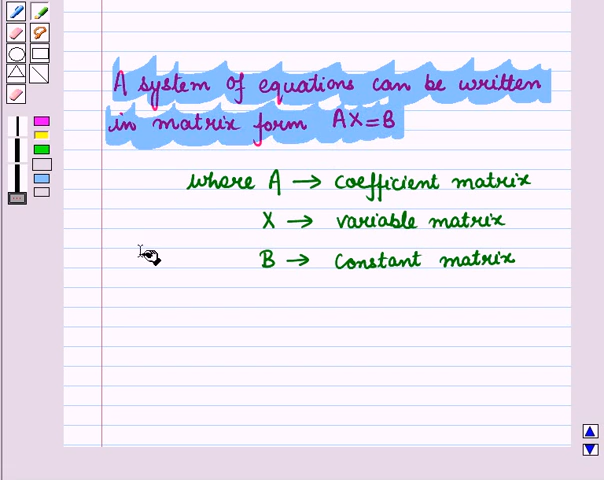 A system of equations can be written
in matrix form AX=B
where A → coefficient matrix
X → variable matrix
B → constant matrix